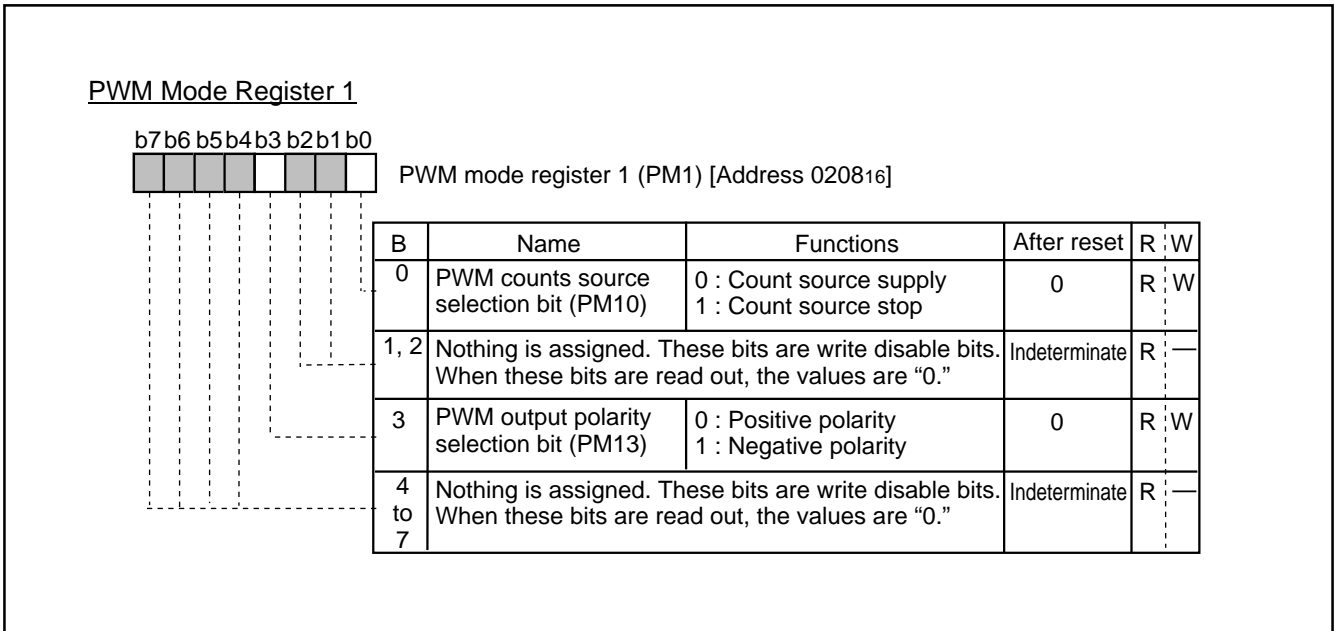 PWM Mode Register 1
b7 b6 b5 b4 b3 b2 b1 b0
PWM mode register 1 (PM1) [Address 020816]
B Name Functions After reset R W
0 PWM counts source 0 : Count source supply 0 R W
selection bit (PM10) 1 : Count source stop
1, 2 Nothing is assigned. These bits are write disable bits. Indeterminate R —
When these bits are read out, the values are “0.”
3 PWM output polarity 0 : Positive polarity 0 R W
selection bit (PM13) 1 : Negative polarity
4 Nothing is assigned. These bits are write disable bits. Indeterminate R —
to When these bits are read out, the values are “0.”
7